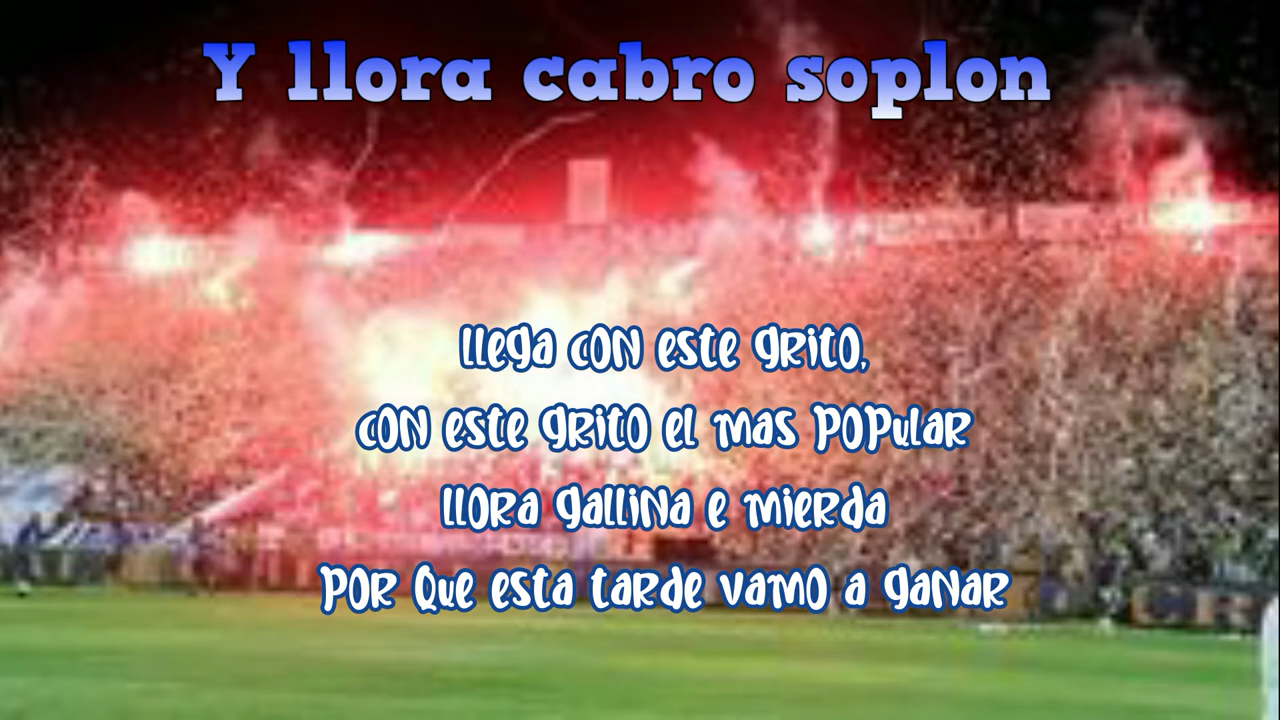 Y llora cabro soplon
llega con este grito,
con este grito el mas popular
llora gallina e mierda
por que esta tarde vamo a ganar